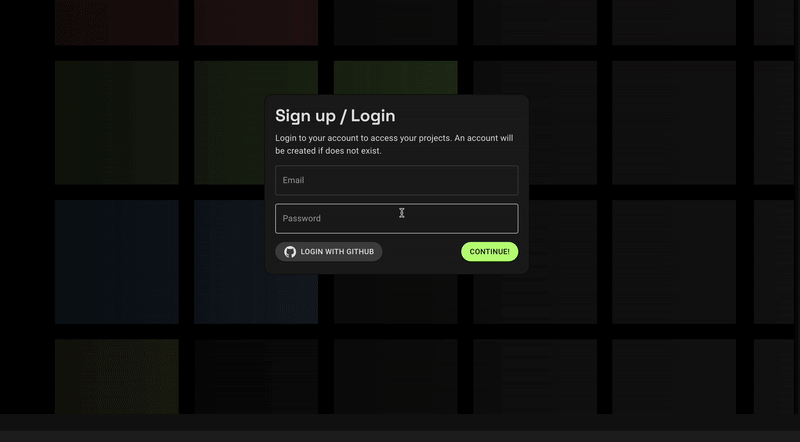 Sign up / Login
Login to your account to access your projects. An account will
be created if does not exist.
Email
Password
LOGIN WITH GITHUB
CONTINUE!